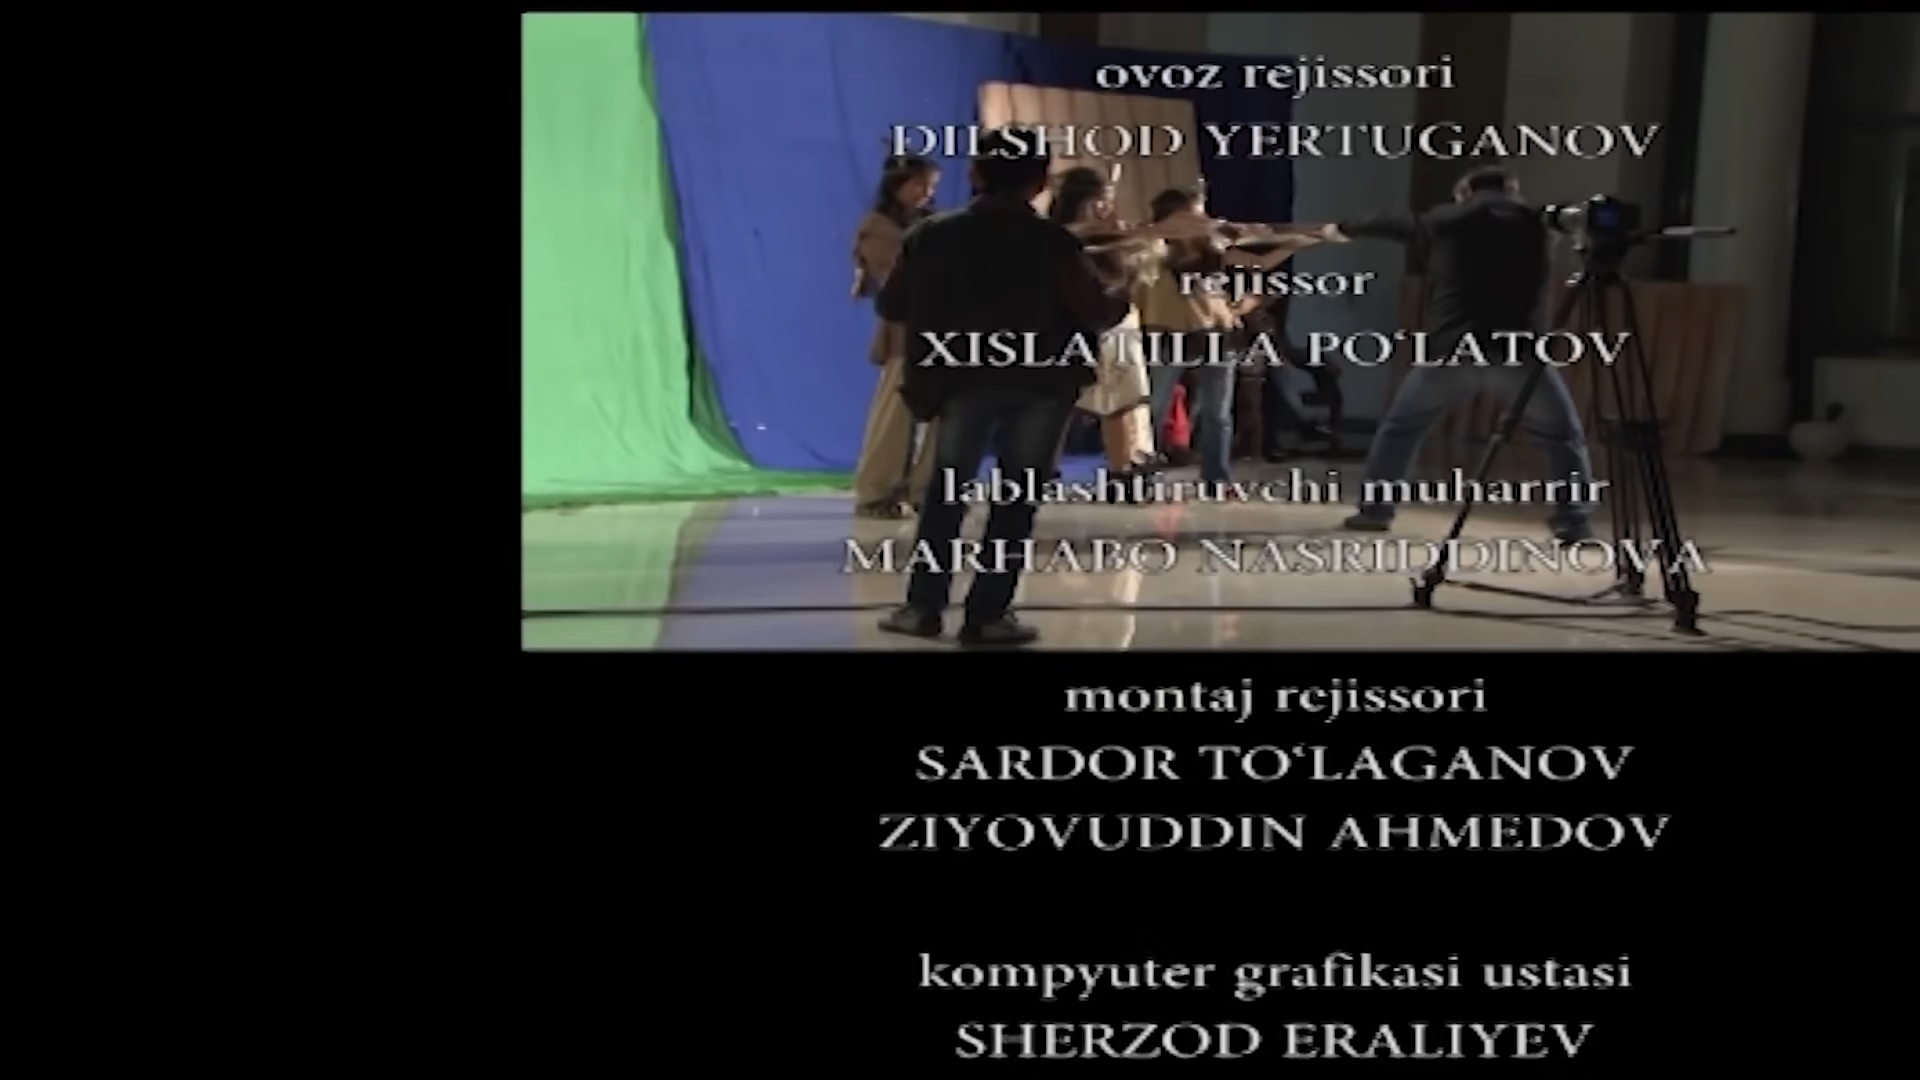 ovoz rejissori
DILSHOD YERTUGANOV
rejissor
XISLATILLA PO‘LATOV
lablashtiruvchi muharrir
MARHABO NASRIDDINOVA
montaj rejissori
SARDOR TO‘LAGANOV
ZIYOVUDDIN AHMEDOV
kompyuter grafikasi ustasi
SHERZOD ERALIYEV